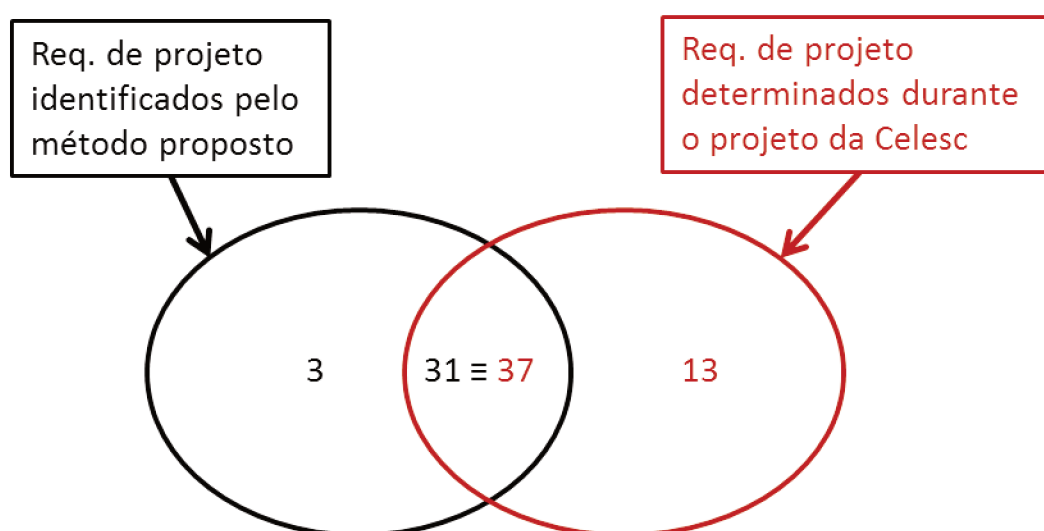 Req. de projeto
identificados pelo
método proposto
Req. de projeto
determinados durante
o projeto da Celesc
3
31 ≡ 37
13